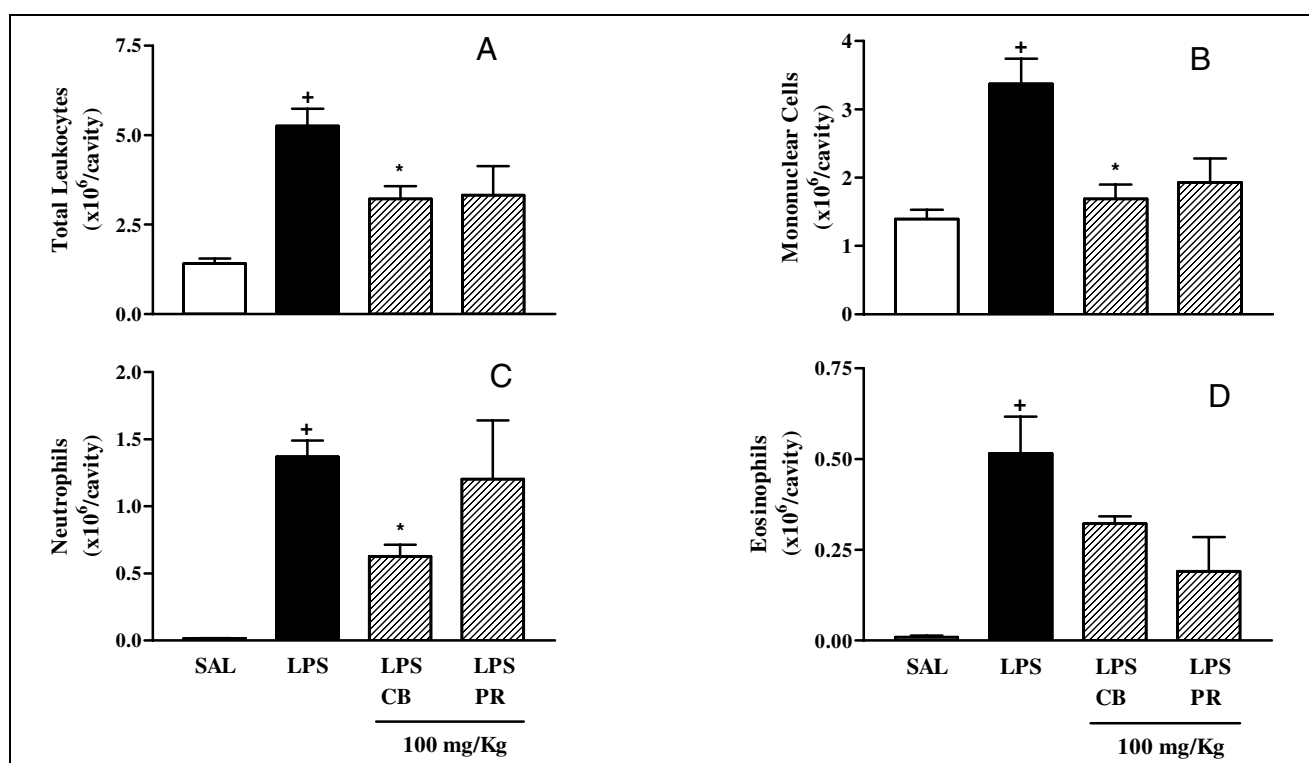 A
Total Leukocytes
(x10⁶/cavity)
7.5
5.0
2.5
0.0
+
*
B
Mononuclear Cells
(x10⁶/cavity)
4
3
2
1
0
+
*
C
Neutrophils
(x10⁶/cavity)
2.0
1.5
1.0
0.5
0.0
+
*
SAL LPS LPS LPS
CB PR
100 mg/Kg
D
Eosinophils
(x10⁶/cavity)
0.75
0.50
0.25
0.00
+
SAL LPS LPS LPS
CB PR
100 mg/Kg